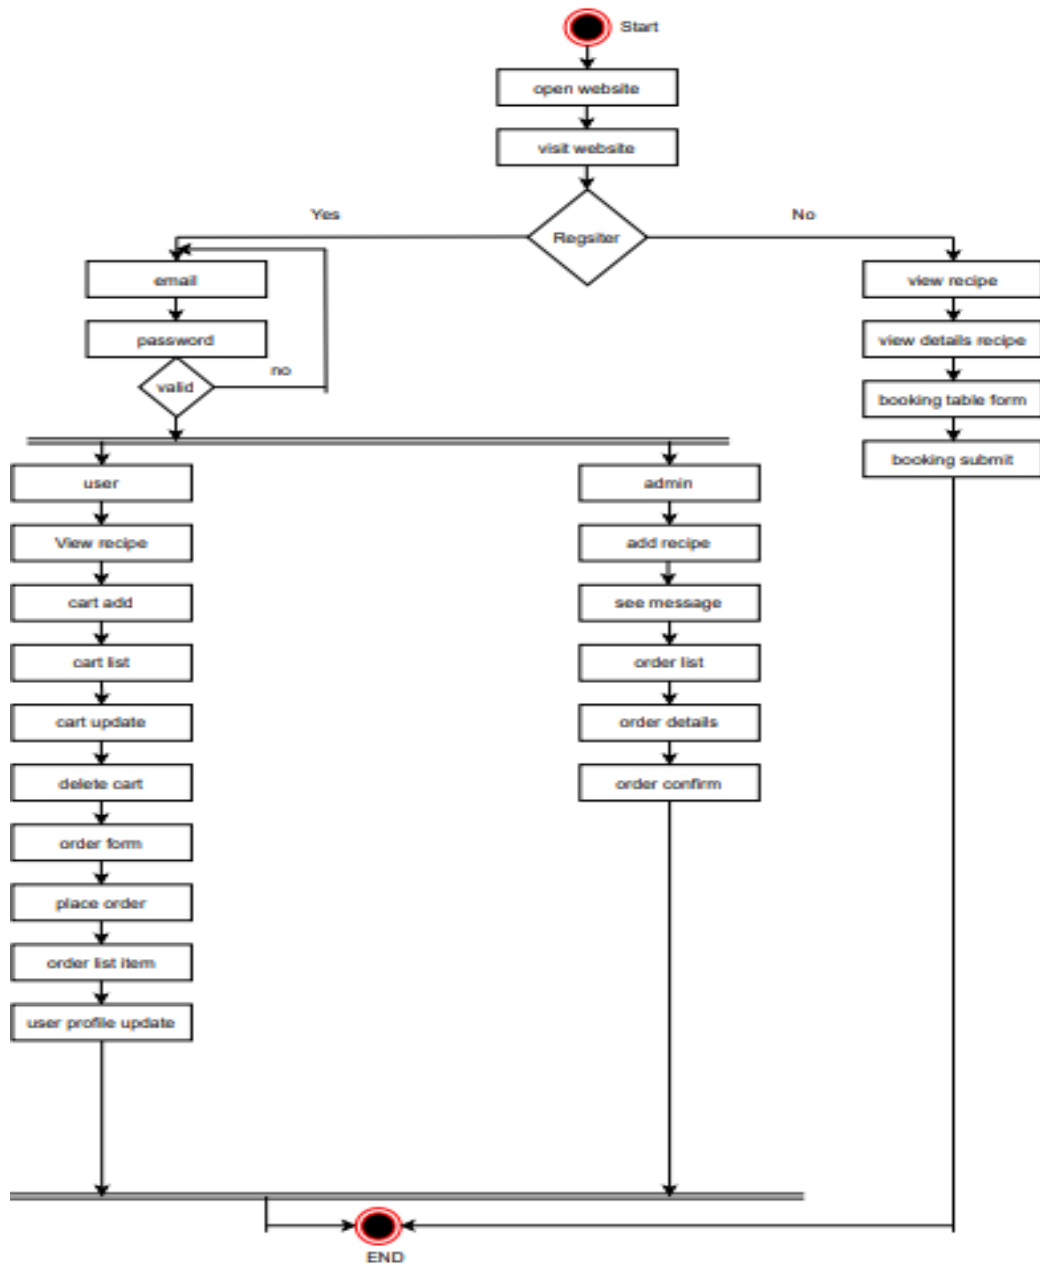 Start
open website
visit website
Yes
No
Regsiter
email
view recipe
password
view details recipe
no
valid
booking table form
booking submit
user
admin
View recipe
add recipe
cart add
see message
cart list
order list
cart update
order details
delete cart
order confirm
order form
place order
order list item
user profile update
END